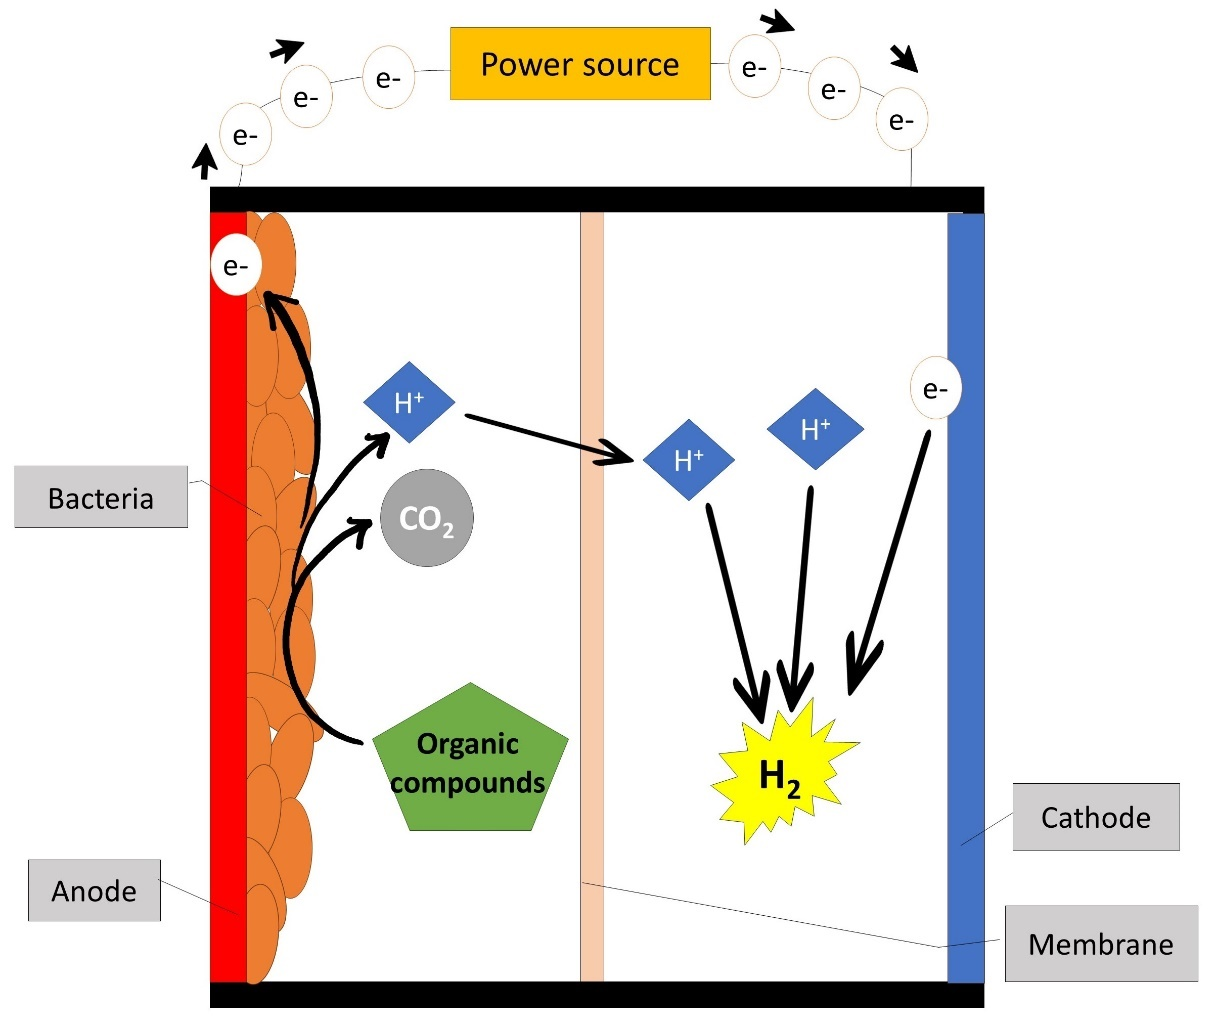 Power source
e-
e-
e-
e-
e-
e-
e-
H⁺
H⁺
H⁺
e-
Bacteria
CO₂
Organic
compounds
H₂
Cathode
Anode
Membrane